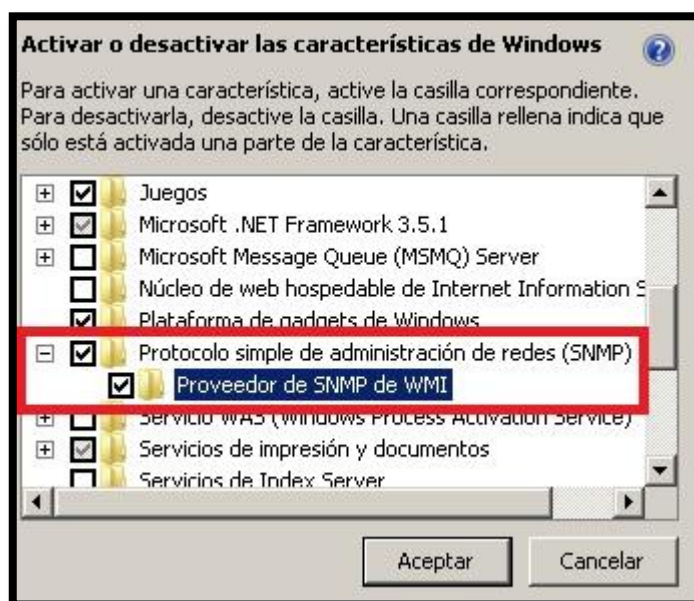 Activar o desactivar las características de Windows
Para activar una característica, active la casilla correspondiente.
Para desactivarla, desactive la casilla. Una casilla rellena indica que
sólo está activada una parte de la característica.
Juegos
Microsoft .NET Framework 3.5.1
Microsoft Message Queue (MSMQ) Server
Núcleo de web hospedable de Internet Information S
Plataforma de gadgets de Windows
Protocolo simple de administración de redes (SNMP)
Proveedor de SNMP de WMI
Servicio WAS (Windows Process Activation Service)
Servicios de impresión y documentos
Servicios de Index Server
Aceptar
Cancelar